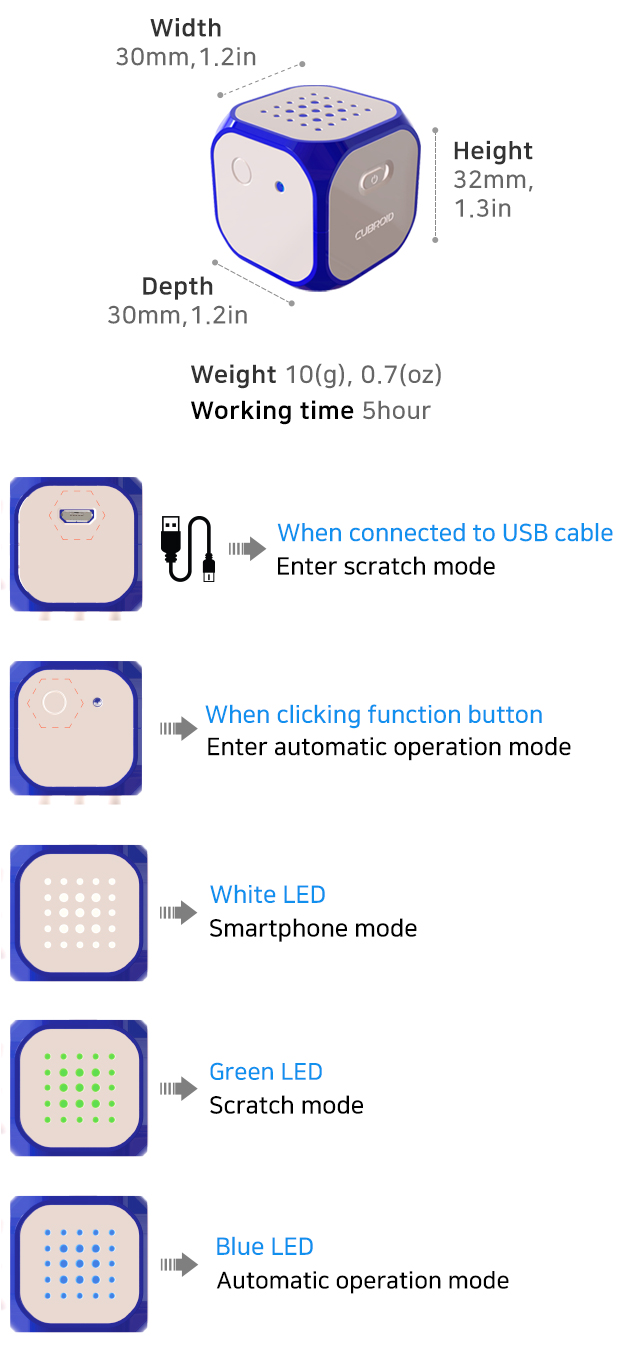 Width
30mm,1.2in
Height
32mm,
1.3in
CUBROID
Depth
30mm,1.2in
Weight 10(g), 0.7(oz)
Working time 5hour
When connected to USB cable
Enter scratch mode
When clicking function button
Enter automatic operation mode
White LED
Smartphone mode
Green LED
Scratch mode
Blue LED
Automatic operation mode